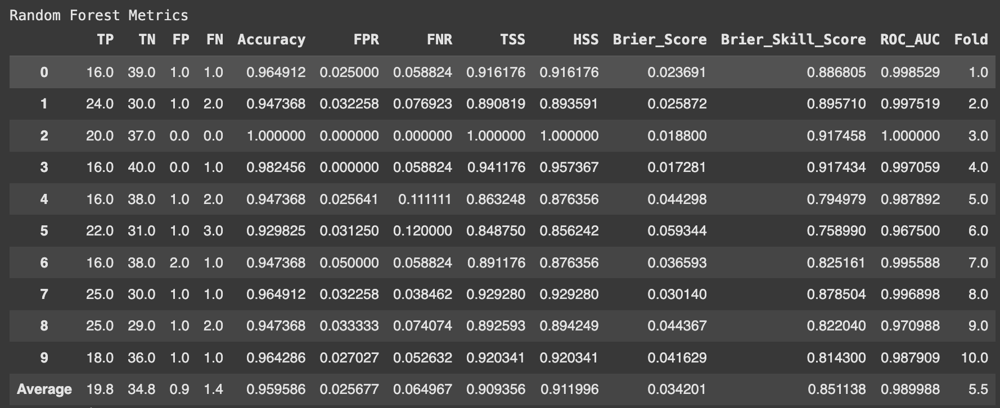 Random Forest Metrics
TP TN FP FN Accuracy FPR FNR TSS HSS Brier_Score Brier_Skill_Score ROC_AUC Fold
0 16.0 39.0 1.0 1.0 0.964912 0.025000 0.058824 0.916176 0.916176 0.023691 0.886805 0.998529 1.0
1 24.0 30.0 1.0 2.0 0.947368 0.032258 0.076923 0.890819 0.893591 0.025872 0.895710 0.997519 2.0
2 20.0 37.0 0.0 0.0 1.000000 0.000000 0.000000 1.000000 1.000000 0.018800 0.917458 1.000000 3.0
3 16.0 40.0 0.0 1.0 0.982456 0.000000 0.058824 0.941176 0.957367 0.017281 0.917434 0.997059 4.0
4 16.0 38.0 1.0 2.0 0.947368 0.025641 0.111111 0.863248 0.876356 0.044298 0.794979 0.987892 5.0
5 22.0 31.0 1.0 3.0 0.929825 0.031250 0.120000 0.848750 0.856242 0.059344 0.758990 0.967500 6.0
6 16.0 38.0 2.0 1.0 0.947368 0.050000 0.058824 0.891176 0.876356 0.036593 0.825161 0.995588 7.0
7 25.0 30.0 1.0 1.0 0.964912 0.032258 0.038462 0.929280 0.929280 0.030140 0.878504 0.996898 8.0
8 25.0 29.0 1.0 2.0 0.947368 0.033333 0.074074 0.892593 0.894249 0.044367 0.822040 0.970988 9.0
9 18.0 36.0 1.0 1.0 0.964286 0.027027 0.052632 0.920341 0.920341 0.041629 0.814300 0.987909 10.0
Average 19.8 34.8 0.9 1.4 0.959586 0.025677 0.064967 0.909356 0.911996 0.034201 0.851138 0.989988 5.5